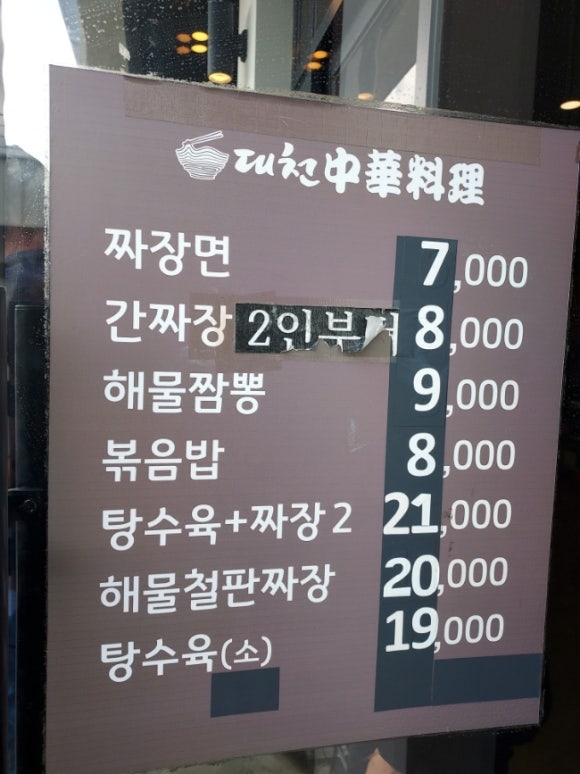 대천中華料理
짜장면 7,000
간짜장 2인부터 8,000
해물짬뽕 9,000
볶음밥 8,000
탕수육+짜장2 21,000
해물철판짜장 20,000
탕수육(소) 19,000